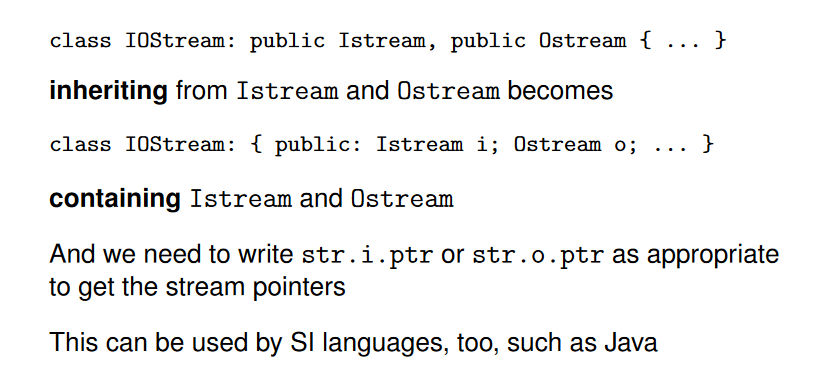 class IOStream: public Istream, public Ostream { ... }
inheriting from Istream and Ostream becomes
class IOStream: { public: Istream i; Ostream o; ... }
containing Istream and Ostream
And we need to write str.i.ptr or str.o.ptr as appropriate
to get the stream pointers
This can be used by SI languages, too, such as Java